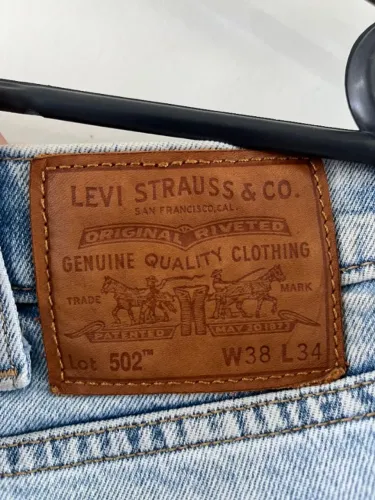 LEVI STRAUSS & CO.
SAN FRANCISCO, CAL.
ORIGINAL RIVETED
GENUINE QUALITY CLOTHING
TRADE MARK
PATENTED MAY 20 1873
Lot 502™ W38 L34